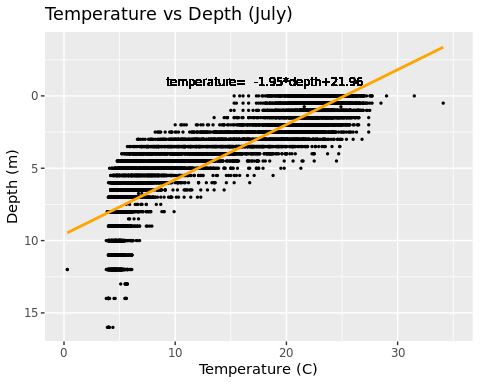 Temperature vs Depth (July)
temperature=  -1.95*depth+21.96
0
5
10
15
Depth (m)
0
10
20
30
Temperature (C)